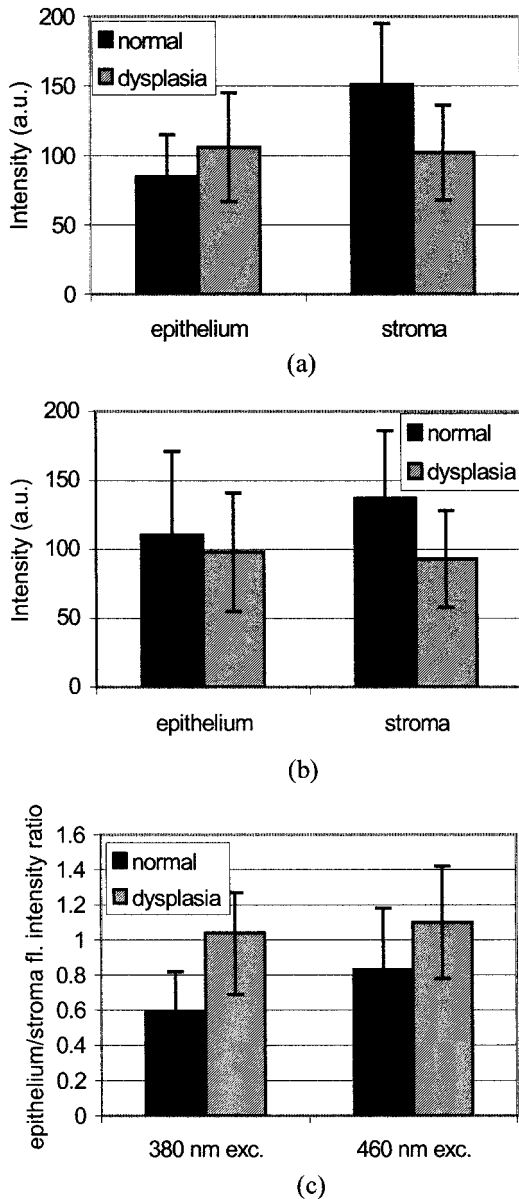 200
150
100
50
0
Intensity (a.u.)
normal
dysplasia
epithelium
stroma
(a)
200
150
100
50
0
Intensity (a.u.)
normal
dysplasia
epithelium
stroma
(b)
1.6
1.4
1.2
1
0.8
0.6
0.4
0.2
0
epithelium/stroma fl. intensity ratio
normal
dysplasia
380 nm exc.
460 nm exc.
(c)